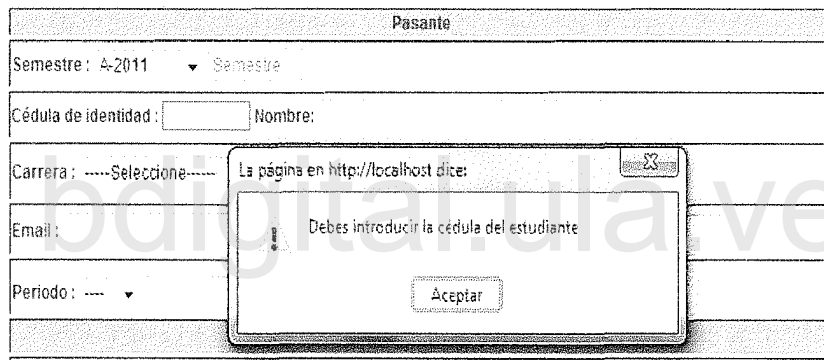 Pasante
Semestre: A-2011 Semestre
Cédula de identidad: Nombre:
Carrera: -----Seleccione------
La página en http://localhost dice:
X
Debes introducir la cédula del estudiante
Email:
Periodo: ----
Aceptar
bdigital.ula.ve